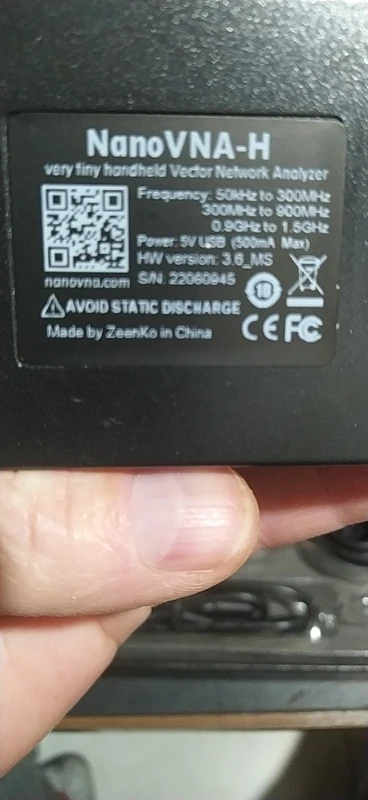 NanoVNA-H
very tiny handheld Vector Network Analyzer
Frequency: 50kHz to 300MHz
300MHz to 900MHz
0.9GHz to 1.5GHz
Power: 5V USB (500mA Max)
HW version: 3.6_MS
nanovna.com S/N: 22060945
10
AVOID STATIC DISCHARGE
Made by ZeenKo in China
CE FC